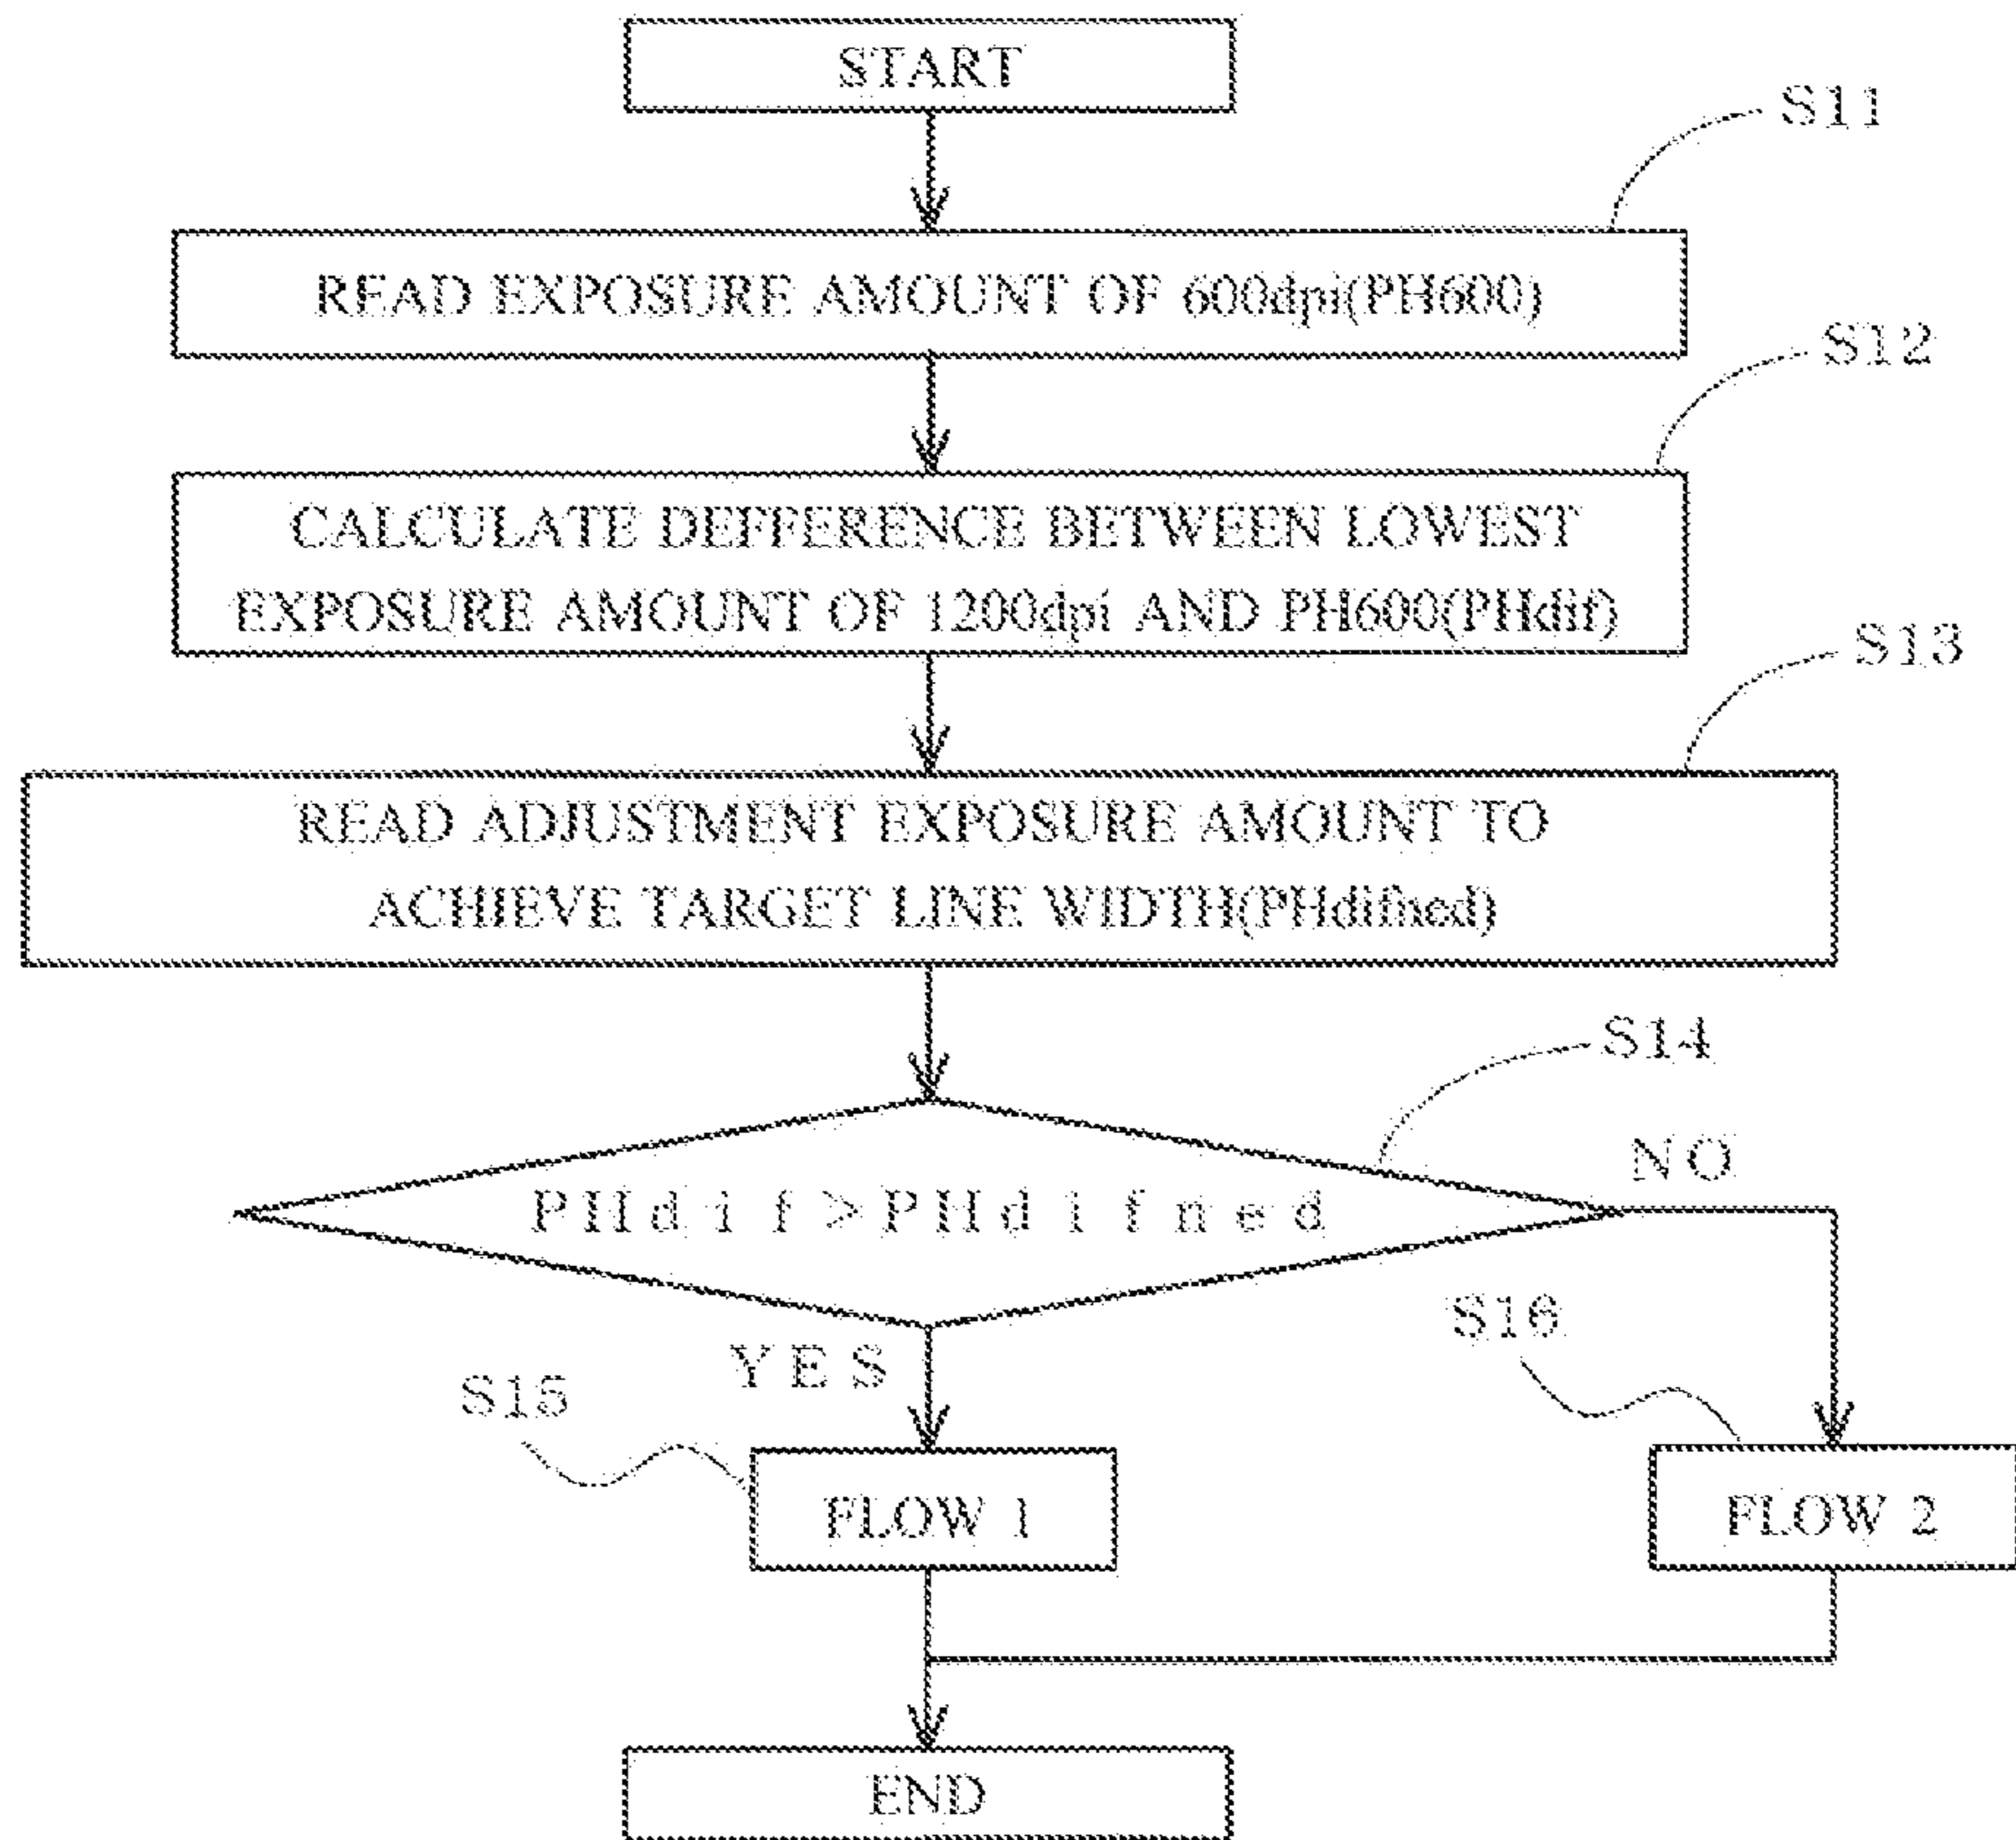 START
S11
READ EXPOSURE AMOUNT OF 600dpi(PH600)
S12
CALCULATE DEFFERENCE BETWEEN LOWEST
EXPOSURE AMOUNT OF 1200dpi AND PH600(PHdif)
S13
READ ADJUSTMENT EXPOSURE AMOUNT TO
ACHIEVE TARGET LINE WIDTH(PHdifned)
S14
PHdif>PHdifned
NO
YES
S15
S16
FLOW 1
FLOW 2
END